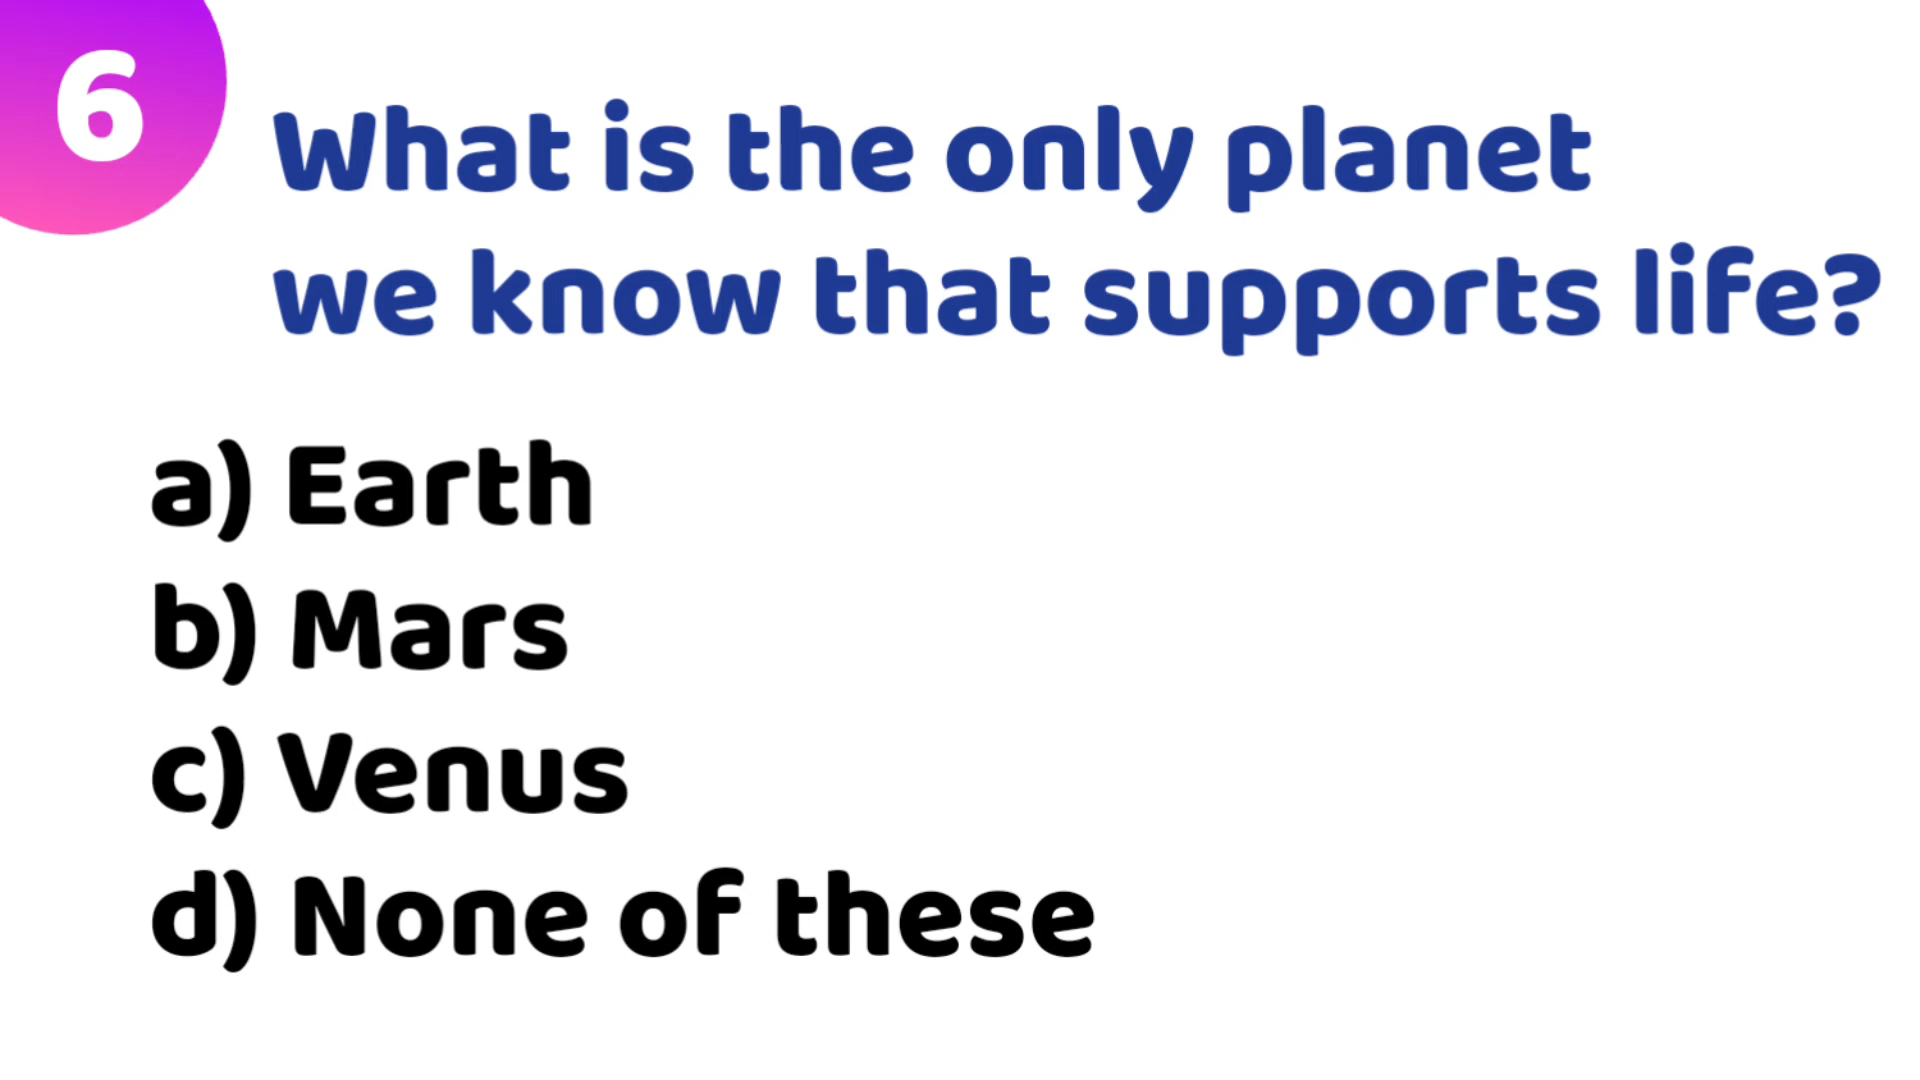 6
What is the only planet
we know that supports life?
a) Earth
b) Mars
c) Venus
d) None of these